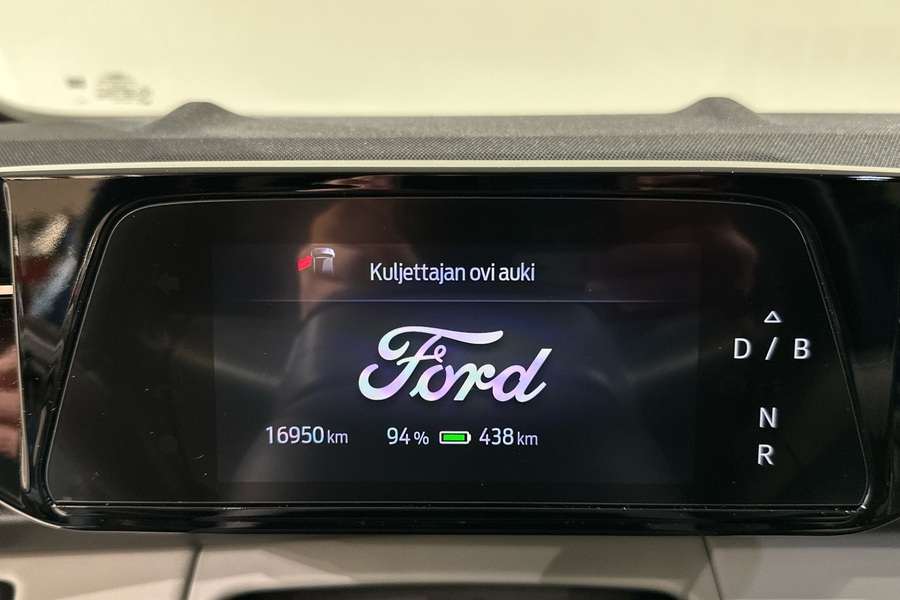 Kuljettajan ovi auki
Ford
16950 km 94 % 438 km
D / B
N
R